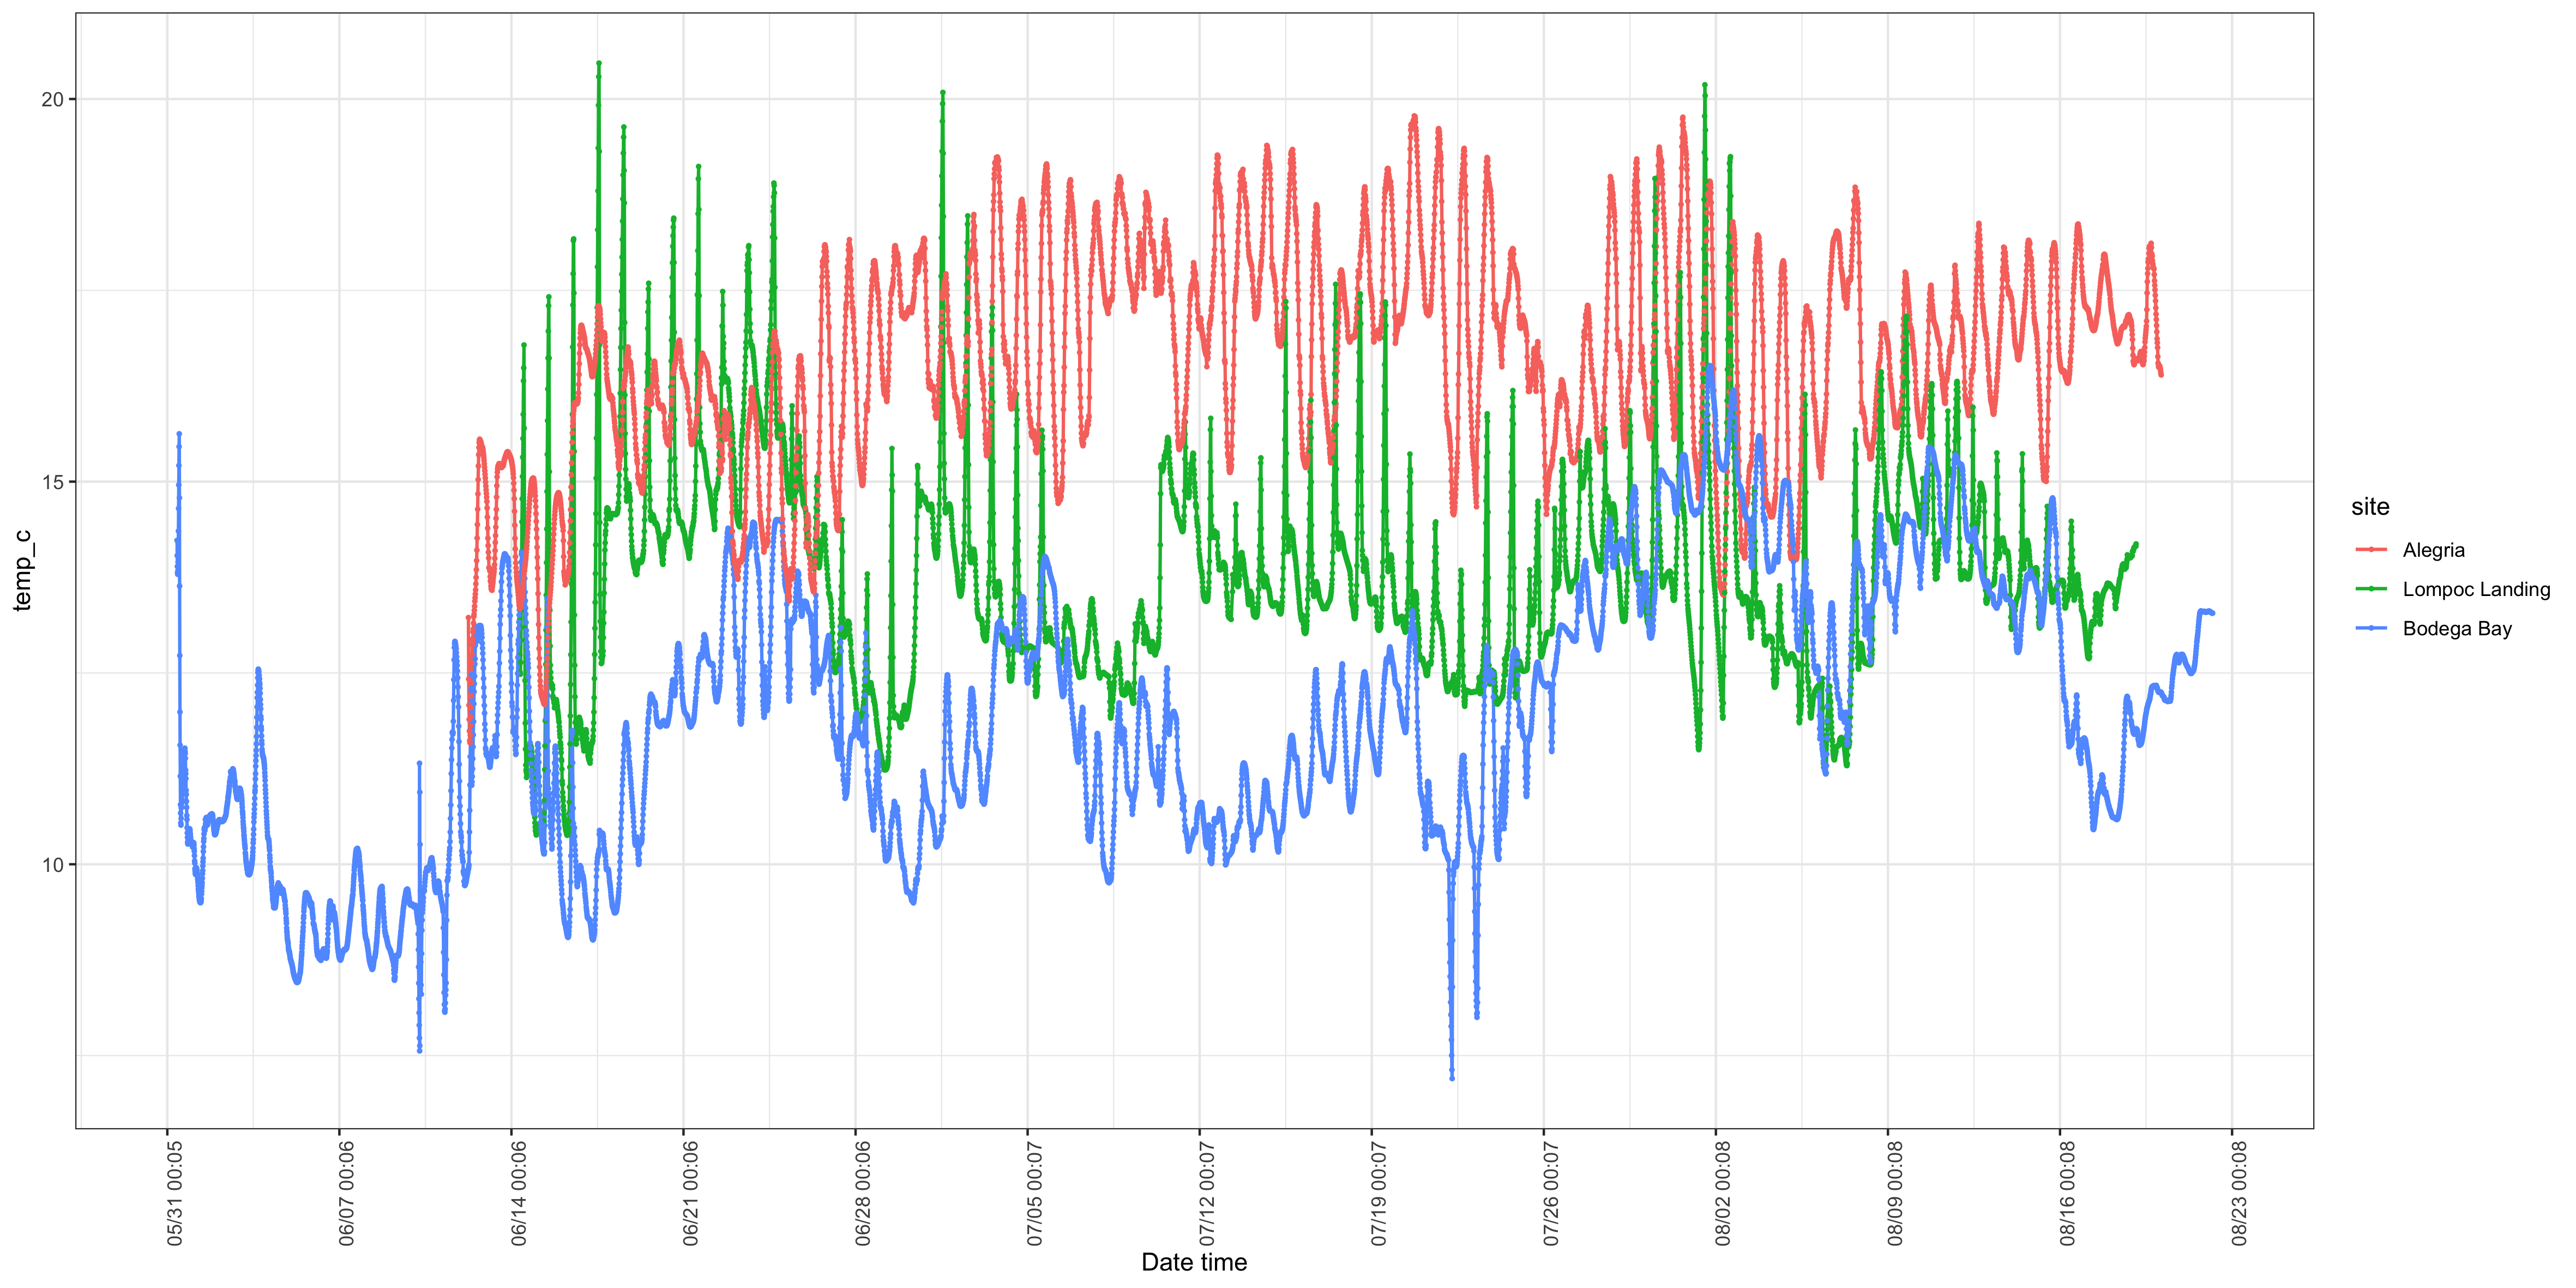 temp_c
20
15
10
05/31 00:05
06/07 00:06
06/14 00:06
06/21 00:06
06/28 00:06
07/05 00:07
07/12 00:07
07/19 00:07
07/26 00:07
08/02 00:08
08/09 00:08
08/16 00:08
08/23 00:08
Date time
site
Alegria
Lompoc Landing
Bodega Bay